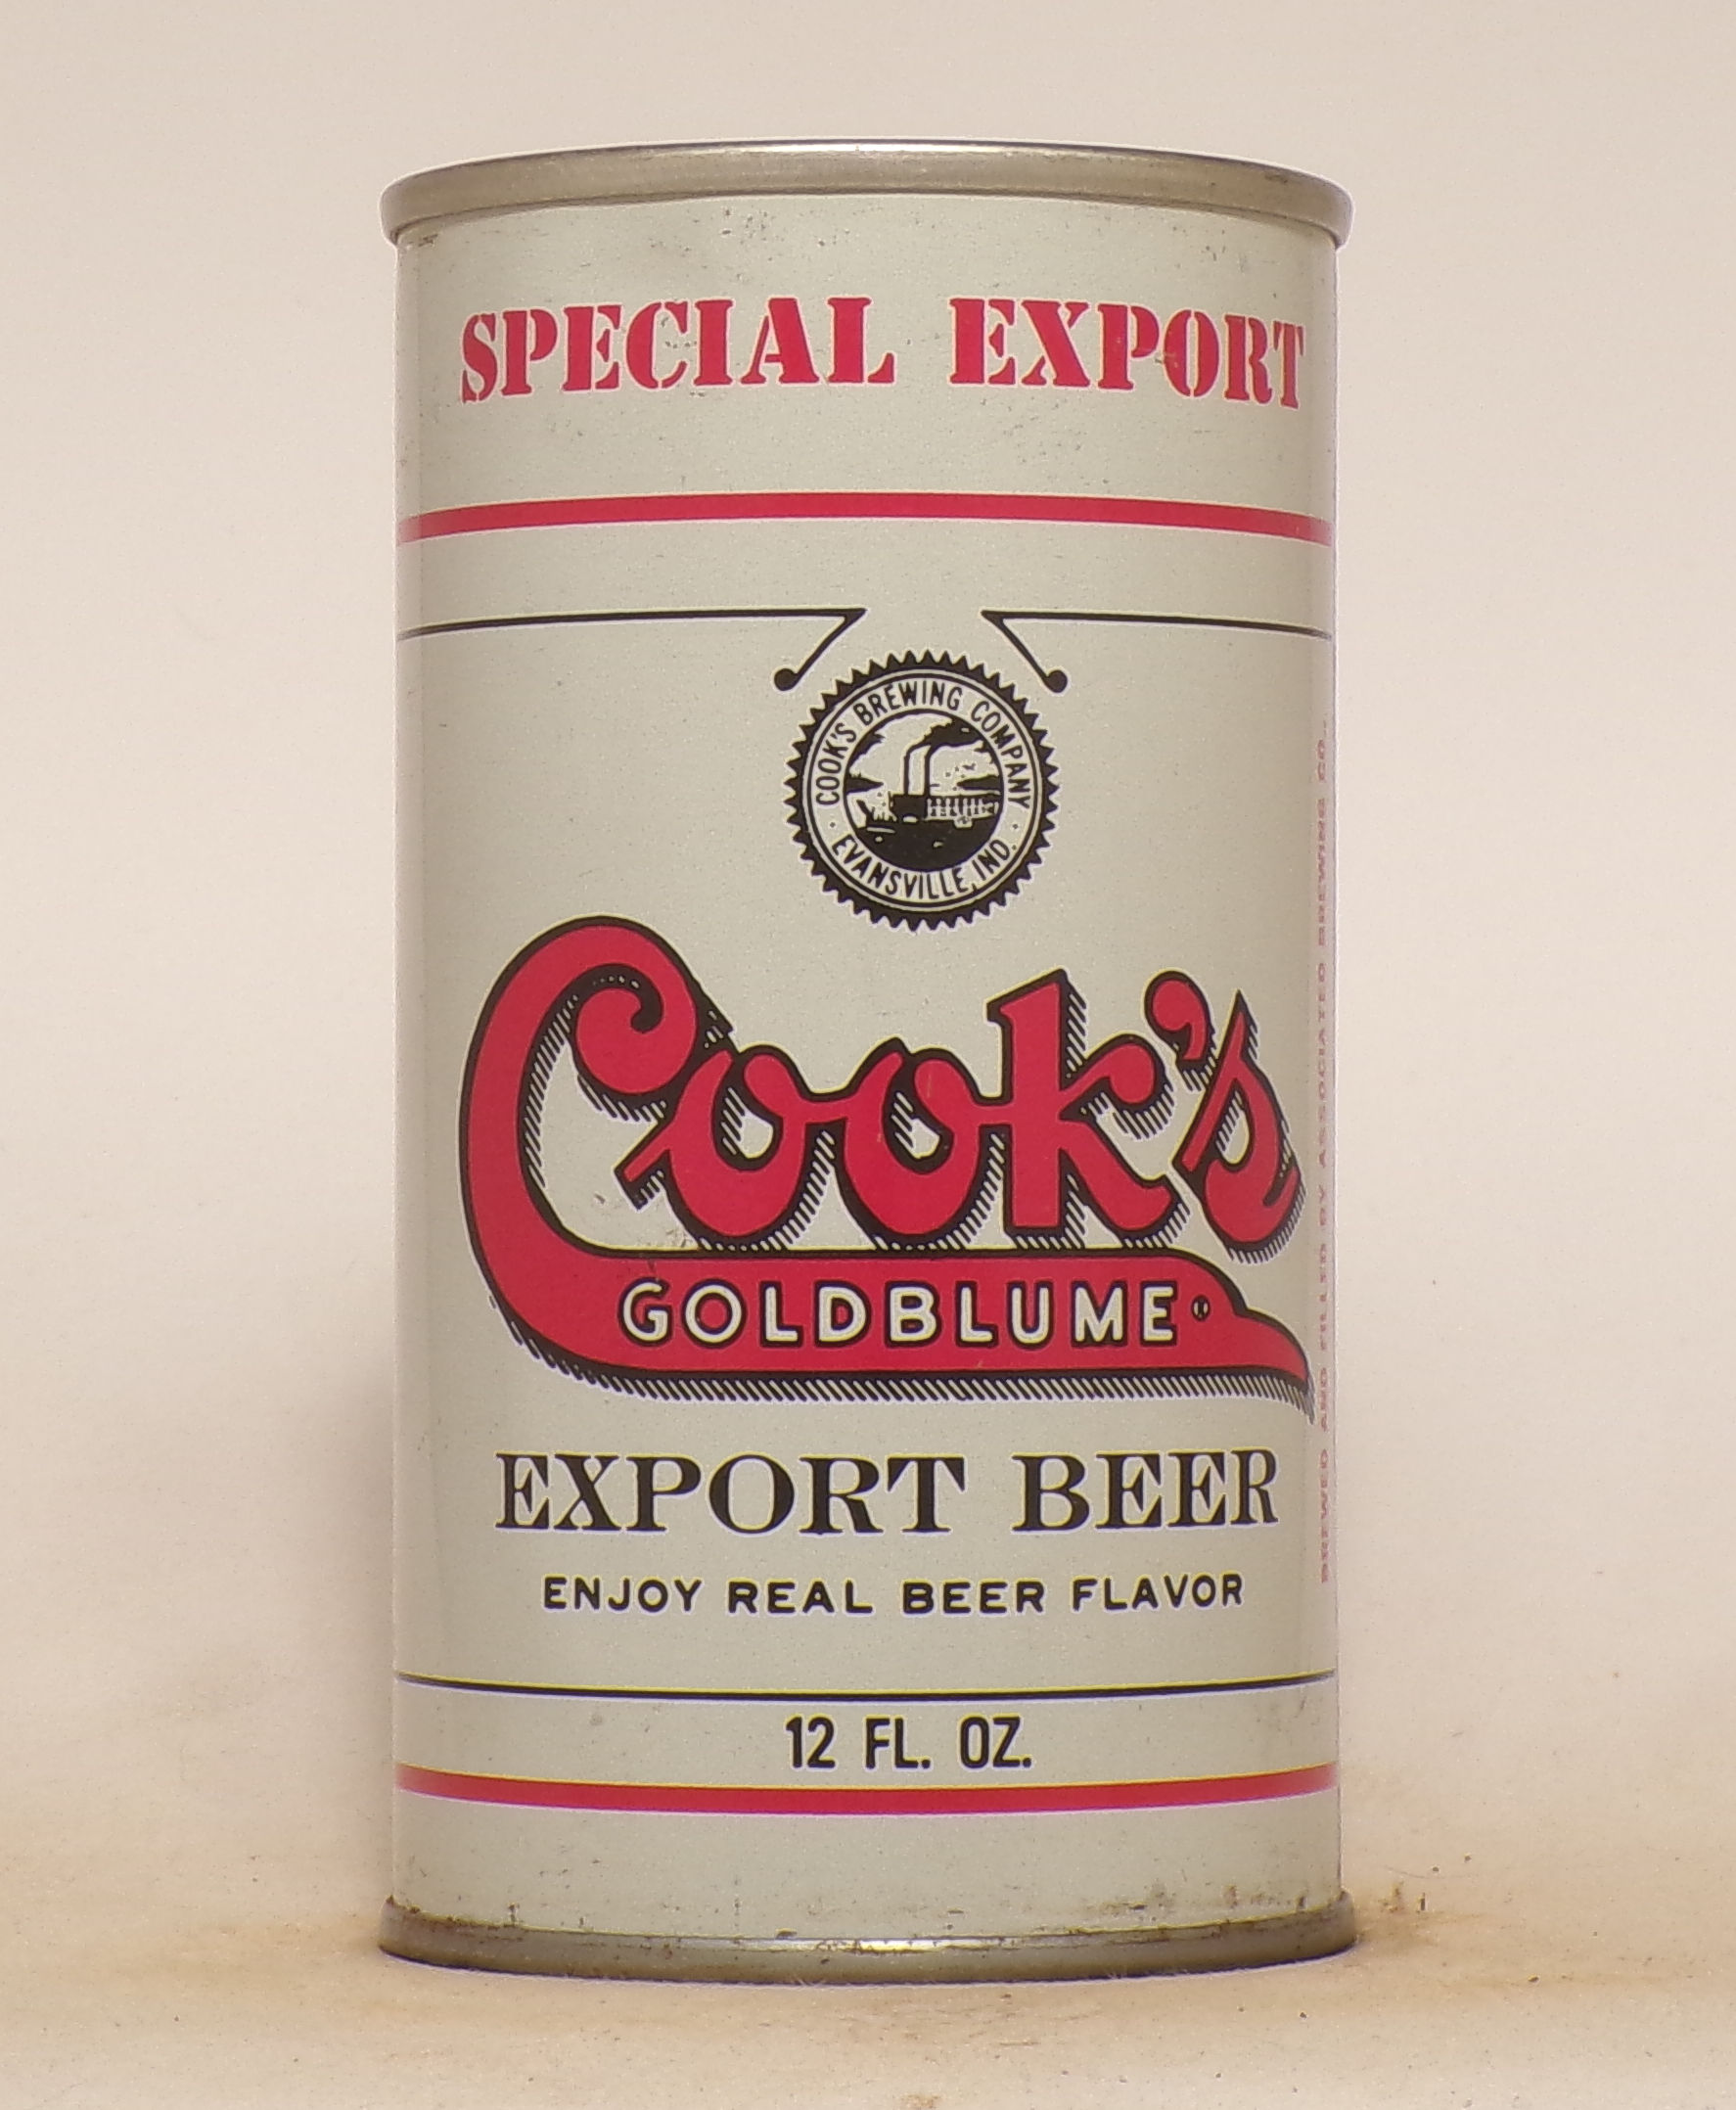 SPECIAL EXPORT
COOK'S BREWING COMPANY
EVANSVILLE, IND.
Cook's
GOLDBLUME®
EXPORT BEER
ENJOY REAL BEER FLAVOR
12 FL. OZ.
BREWED AND FILLED BY ASSOCIATED BREWING CO.